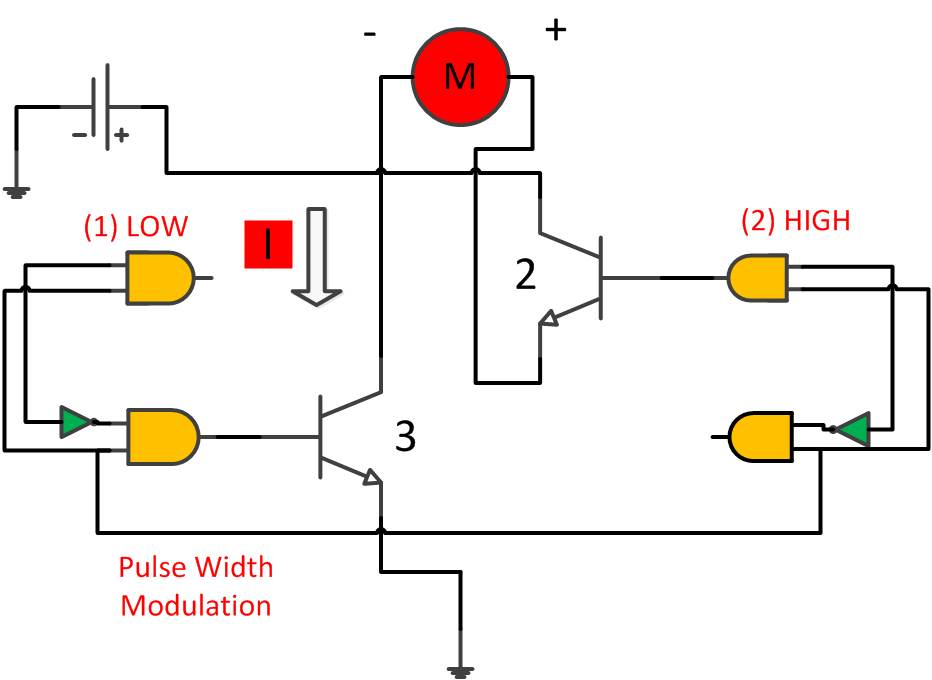 - M +
- +
(1) LOW
I
(2) HIGH
2
3
Pulse Width
Modulation